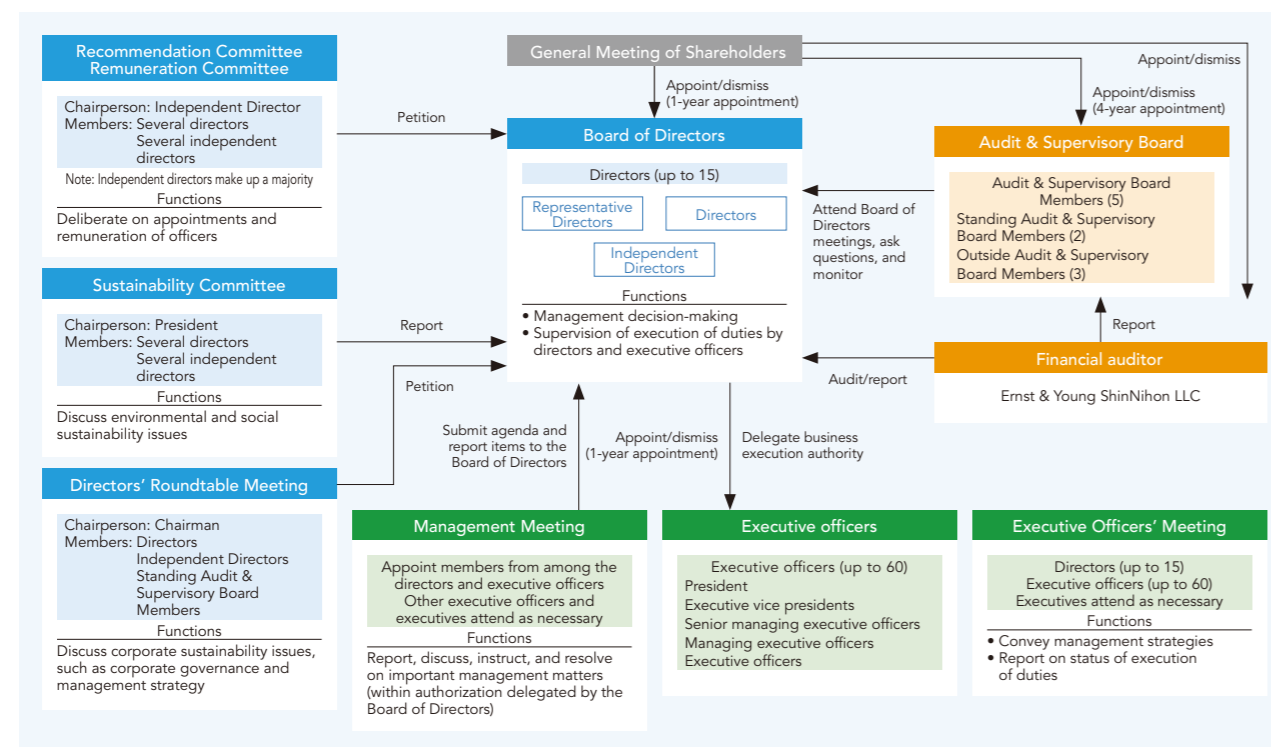 Recommendation Committee
Remuneration Committee
Chairperson: Independent Director
Members: Several directors
Several independent
directors
Note: Independent directors make up a majority
Functions
Deliberate on appointments and
remuneration of officers
Petition
Sustainability Committee
Chairperson: President
Members: Several directors
Several independent
directors
Functions
Discuss environmental and social
sustainability issues
Report
Petition
Directors’ Roundtable Meeting
Chairperson: Chairman
Members: Directors
Independent Directors
Standing Audit &
Supervisory Board
Members
Functions
Discuss corporate sustainability issues,
such as corporate governance and
management strategy
General Meeting of Shareholders
Appoint/dismiss
(1-year appointment)
Appoint/dismiss
(4-year appointment)
Appoint/dismiss
Board of Directors
Directors (up to 15)
Representative
Directors
Directors
Independent
Directors
Functions
• Management decision-making
• Supervision of execution of duties by
directors and executive officers
Attend Board of
Directors
meetings, ask
questions, and
monitor
Audit & Supervisory Board
Audit & Supervisory Board
Members (5)
Standing Audit & Supervisory
Board Members (2)
Outside Audit & Supervisory
Board Members (3)
Report
Financial auditor
Ernst & Young ShinNihon LLC
Audit/report
Submit agenda and
report items to the
Board of Directors
Appoint/dismiss
(1-year appointment)
Delegate business
execution authority
Management Meeting
Appoint members from among the
directors and executive officers
Other executive officers and
executives attend as necessary
Functions
Report, discuss, instruct, and resolve
on important management matters
(within authorization delegated by the
Board of Directors)
Executive officers
Executive officers (up to 60)
President
Executive vice presidents
Senior managing executive officers
Managing executive officers
Executive officers
Executive Officers’ Meeting
Directors (up to 15)
Executive officers (up to 60)
Executives attend as necessary
Functions
• Convey management strategies
• Report on status of execution
of duties